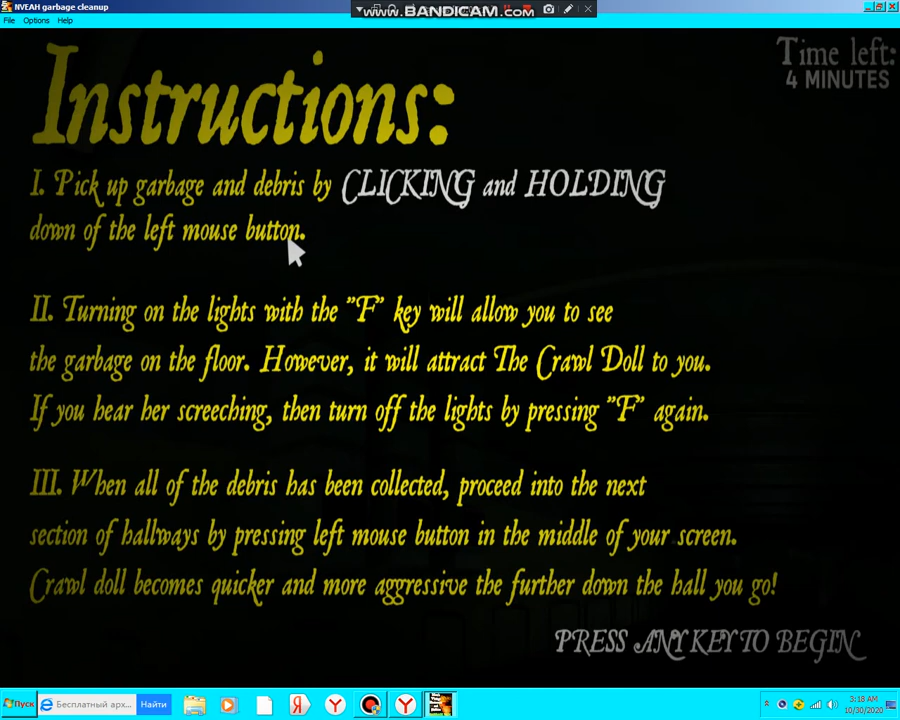 NVEAH garbage cleanup
WWW.BANDICAM.COM
File Options Help
Time left:
4 MINUTES
Instructions:
I. Pick up garbage and debris by CLICKING and HOLDING
down of the left mouse button.
II. Turning on the lights with the "F" key will allow you to see
the garbage on the floor. However, it will attract The Crawl Doll to you.
If you hear her screeching, then turn off the lights by pressing "F" again.
III. When all of the debris has been collected, proceed into the next
section of hallways by pressing left mouse button in the middle of your screen.
Crawl doll becomes quicker and more aggressive the further down the hall you go!
PRESS ANY KEY TO BEGIN
Пуск
Бесплатный арх...
Найти
3:18 AM
10/30/2020